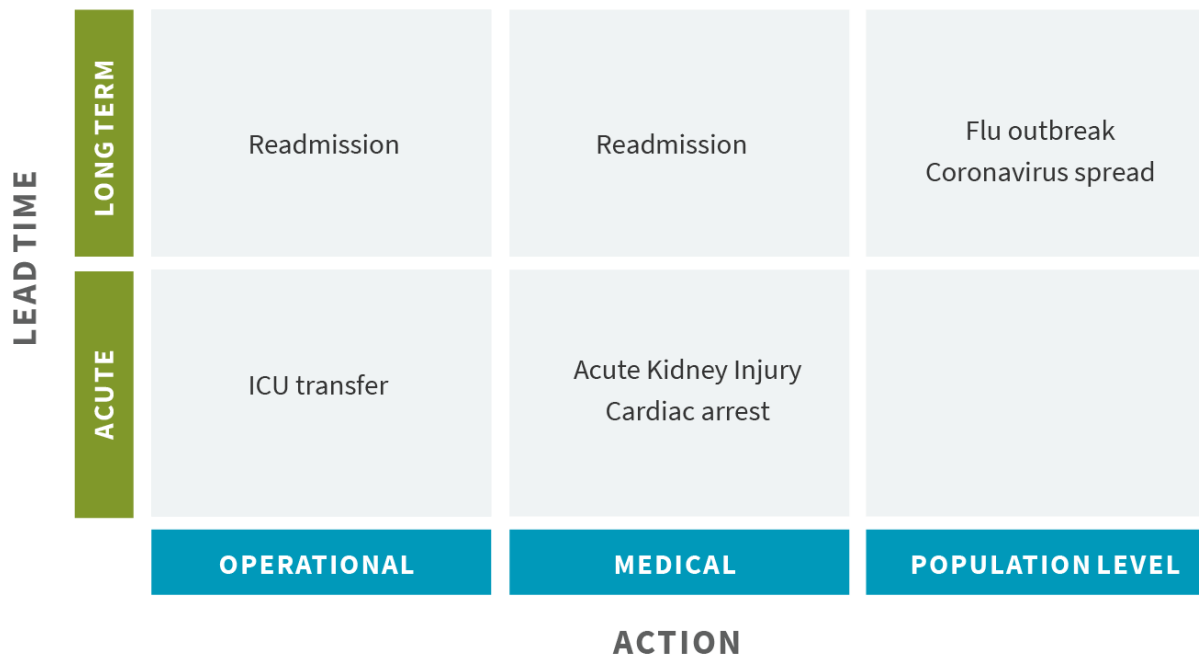 LEAD TIME
LONG TERM
Readmission
Readmission
Flu outbreak
Coronavirus spread
ACUTE
ICU transfer
Acute Kidney Injury
Cardiac arrest
OPERATIONAL
MEDICAL
POPULATION LEVEL
ACTION